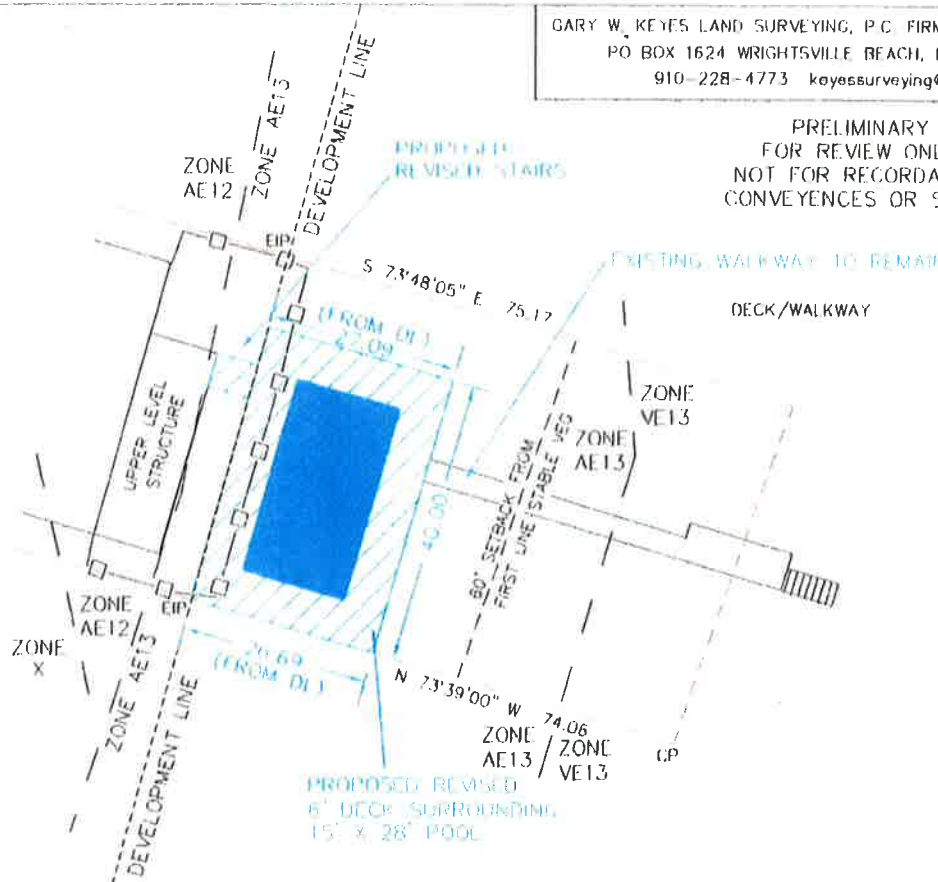 GARY W. KEYES LAND SURVEYING, P.C. FIRM
PO BOX 1624 WRIGHTSVILLE BEACH,
910-228-4773 keyessurveying@
PRELIMINARY
FOR REVIEW ONL
NOT FOR RECORDA
CONVEYENCES OR S
ZONE AE13
DEVELOPMENT LINE
ZONE
AE12
PROPOSED
REVISED STAIRS
EIP
S 73°48'05" E 75.17
EXISTING WALKWAY TO REMAIN
DECK/WALKWAY
(FROM DL)
27.09
ZONE
VE13
ZONE
AE13
UPPER LEVEL
STRUCTURE
40.00
60' SETBACK FROM
FIRST LINE STABLE VEG
ZONE
AE12
EIP
ZONE
X
ZONE AE13
26.69
(FROM DL)
N 73°39'00" W 74.06
ZONE
AE13
ZONE
VE13
CP
DEVELOPMENT LINE
PROPOSED REVISED
6' DECK SURROUNDING
15' X 28' POOL